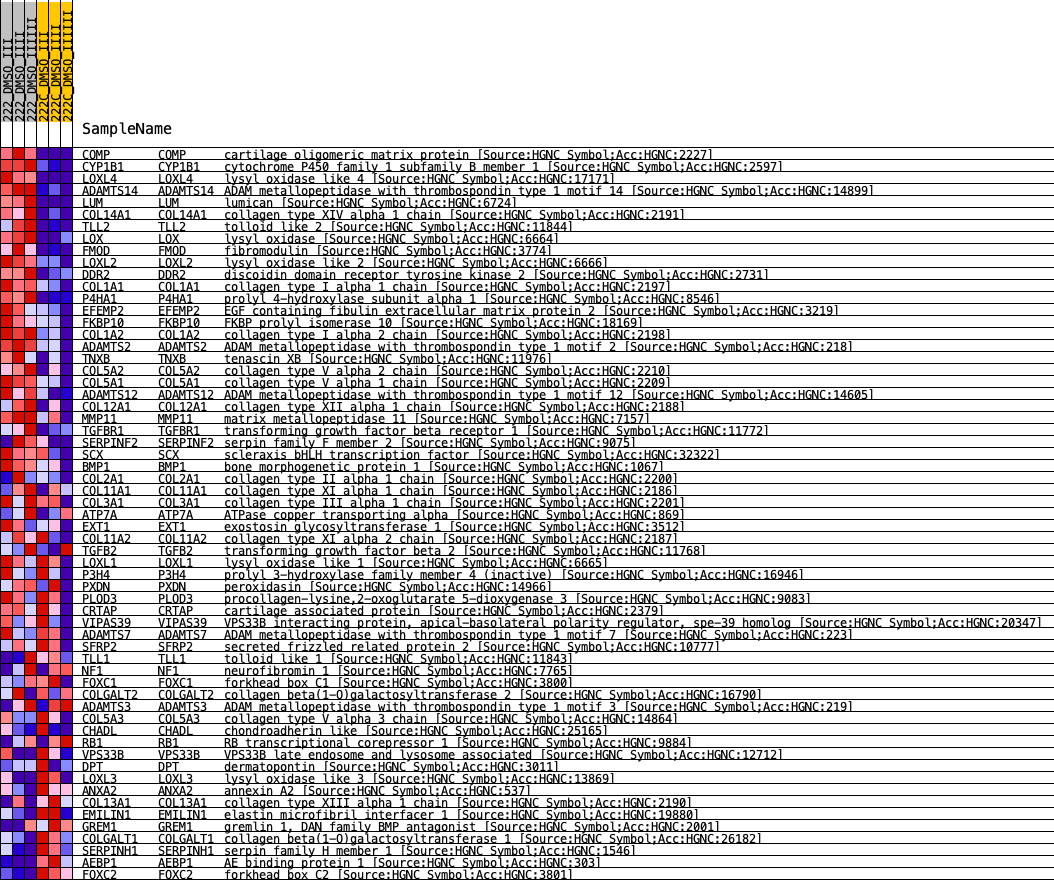 222_DMSO_III
222_DMSO_IIII
222_DMSO_IIIIII
222C_DMSO_III
222C_DMSO_IIII
222C_DMSO_IIIIII
SampleName
COMP COMP cartilage oligomeric matrix protein [Source:HGNC Symbol;Acc:HGNC:2227]
CYP1B1 CYP1B1 cytochrome P450 family 1 subfamily B member 1 [Source:HGNC Symbol;Acc:HGNC:2597]
LOXL4 LOXL4 lysyl oxidase like 4 [Source:HGNC Symbol;Acc:HGNC:17171]
ADAMTS14 ADAMTS14 ADAM metallopeptidase with thrombospondin type 1 motif 14 [Source:HGNC Symbol;Acc:HGNC:14899]
LUM LUM lumican [Source:HGNC Symbol;Acc:HGNC:6724]
COL14A1 COL14A1 collagen type XIV alpha 1 chain [Source:HGNC Symbol;Acc:HGNC:2191]
TLL2 TLL2 tolloid like 2 [Source:HGNC Symbol;Acc:HGNC:11844]
LOX LOX lysyl oxidase [Source:HGNC Symbol;Acc:HGNC:6664]
FMOD FMOD fibromodulin [Source:HGNC Symbol;Acc:HGNC:3774]
LOXL2 LOXL2 lysyl oxidase like 2 [Source:HGNC Symbol;Acc:HGNC:6666]
DDR2 DDR2 discoidin domain receptor tyrosine kinase 2 [Source:HGNC Symbol;Acc:HGNC:2731]
COL1A1 COL1A1 collagen type I alpha 1 chain [Source:HGNC Symbol;Acc:HGNC:2197]
P4HA1 P4HA1 prolyl 4-hydroxylase subunit alpha 1 [Source:HGNC Symbol;Acc:HGNC:8546]
EFEMP2 EFEMP2 EGF containing fibulin extracellular matrix protein 2 [Source:HGNC Symbol;Acc:HGNC:3219]
FKBP10 FKBP10 FKBP prolyl isomerase 10 [Source:HGNC Symbol;Acc:HGNC:18169]
COL1A2 COL1A2 collagen type I alpha 2 chain [Source:HGNC Symbol;Acc:HGNC:2198]
ADAMTS2 ADAMTS2 ADAM metallopeptidase with thrombospondin type 1 motif 2 [Source:HGNC Symbol;Acc:HGNC:218]
TNXB TNXB tenascin XB [Source:HGNC Symbol;Acc:HGNC:11976]
COL5A2 COL5A2 collagen type V alpha 2 chain [Source:HGNC Symbol;Acc:HGNC:2210]
COL5A1 COL5A1 collagen type V alpha 1 chain [Source:HGNC Symbol;Acc:HGNC:2209]
ADAMTS12 ADAMTS12 ADAM metallopeptidase with thrombospondin type 1 motif 12 [Source:HGNC Symbol;Acc:HGNC:14605]
COL12A1 COL12A1 collagen type XII alpha 1 chain [Source:HGNC Symbol;Acc:HGNC:2188]
MMP11 MMP11 matrix metallopeptidase 11 [Source:HGNC Symbol;Acc:HGNC:7157]
TGFBR1 TGFBR1 transforming growth factor beta receptor 1 [Source:HGNC Symbol;Acc:HGNC:11772]
SERPINF2 SERPINF2 serpin family F member 2 [Source:HGNC Symbol;Acc:HGNC:9075]
SCX SCX scleraxis bHLH transcription factor [Source:HGNC Symbol;Acc:HGNC:32322]
BMP1 BMP1 bone morphogenetic protein 1 [Source:HGNC Symbol;Acc:HGNC:1067]
COL2A1 COL2A1 collagen type II alpha 1 chain [Source:HGNC Symbol;Acc:HGNC:2200]
COL11A1 COL11A1 collagen type XI alpha 1 chain [Source:HGNC Symbol;Acc:HGNC:2186]
COL3A1 COL3A1 collagen type III alpha 1 chain [Source:HGNC Symbol;Acc:HGNC:2201]
ATP7A ATP7A ATPase copper transporting alpha [Source:HGNC Symbol;Acc:HGNC:869]
EXT1 EXT1 exostosin glycosyltransferase 1 [Source:HGNC Symbol;Acc:HGNC:3512]
COL11A2 COL11A2 collagen type XI alpha 2 chain [Source:HGNC Symbol;Acc:HGNC:2187]
TGFB2 TGFB2 transforming growth factor beta 2 [Source:HGNC Symbol;Acc:HGNC:11768]
LOXL1 LOXL1 lysyl oxidase like 1 [Source:HGNC Symbol;Acc:HGNC:6665]
P3H4 P3H4 prolyl 3-hydroxylase family member 4 (inactive) [Source:HGNC Symbol;Acc:HGNC:16946]
PXDN PXDN peroxidasin [Source:HGNC Symbol;Acc:HGNC:14966]
PLOD3 PLOD3 procollagen-lysine,2-oxoglutarate 5-dioxygenase 3 [Source:HGNC Symbol;Acc:HGNC:9083]
CRTAP CRTAP cartilage associated protein [Source:HGNC Symbol;Acc:HGNC:2379]
VIPAS39 VIPAS39 VPS33B interacting protein, apical-basolateral polarity regulator, spe-39 homolog [Source:HGNC Symbol;Acc:HGNC:20347]
ADAMTS7 ADAMTS7 ADAM metallopeptidase with thrombospondin type 1 motif 7 [Source:HGNC Symbol;Acc:HGNC:223]
SFRP2 SFRP2 secreted frizzled related protein 2 [Source:HGNC Symbol;Acc:HGNC:10777]
TLL1 TLL1 tolloid like 1 [Source:HGNC Symbol;Acc:HGNC:11843]
NF1 NF1 neurofibromin 1 [Source:HGNC Symbol;Acc:HGNC:7765]
FOXC1 FOXC1 forkhead box C1 [Source:HGNC Symbol;Acc:HGNC:3800]
COLGALT2 COLGALT2 collagen beta(1-O)galactosyltransferase 2 [Source:HGNC Symbol;Acc:HGNC:16790]
ADAMTS3 ADAMTS3 ADAM metallopeptidase with thrombospondin type 1 motif 3 [Source:HGNC Symbol;Acc:HGNC:219]
COL5A3 COL5A3 collagen type V alpha 3 chain [Source:HGNC Symbol;Acc:HGNC:14864]
CHADL CHADL chondroadherin like [Source:HGNC Symbol;Acc:HGNC:25165]
RB1 RB1 RB transcriptional corepressor 1 [Source:HGNC Symbol;Acc:HGNC:9884]
VPS33B VPS33B VPS33B late endosome and lysosome associated [Source:HGNC Symbol;Acc:HGNC:12712]
DPT DPT dermatopontin [Source:HGNC Symbol;Acc:HGNC:3011]
LOXL3 LOXL3 lysyl oxidase like 3 [Source:HGNC Symbol;Acc:HGNC:13869]
ANXA2 ANXA2 annexin A2 [Source:HGNC Symbol;Acc:HGNC:537]
COL13A1 COL13A1 collagen type XIII alpha 1 chain [Source:HGNC Symbol;Acc:HGNC:2190]
EMILIN1 EMILIN1 elastin microfibril interfacer 1 [Source:HGNC Symbol;Acc:HGNC:19880]
GREM1 GREM1 gremlin 1, DAN family BMP antagonist [Source:HGNC Symbol;Acc:HGNC:2001]
COLGALT1 COLGALT1 collagen beta(1-O)galactosyltransferase 1 [Source:HGNC Symbol;Acc:HGNC:26182]
SERPINH1 SERPINH1 serpin family H member 1 [Source:HGNC Symbol;Acc:HGNC:1546]
AEBP1 AEBP1 AE binding protein 1 [Source:HGNC Symbol;Acc:HGNC:303]
FOXC2 FOXC2 forkhead box C2 [Source:HGNC Symbol;Acc:HGNC:3801]